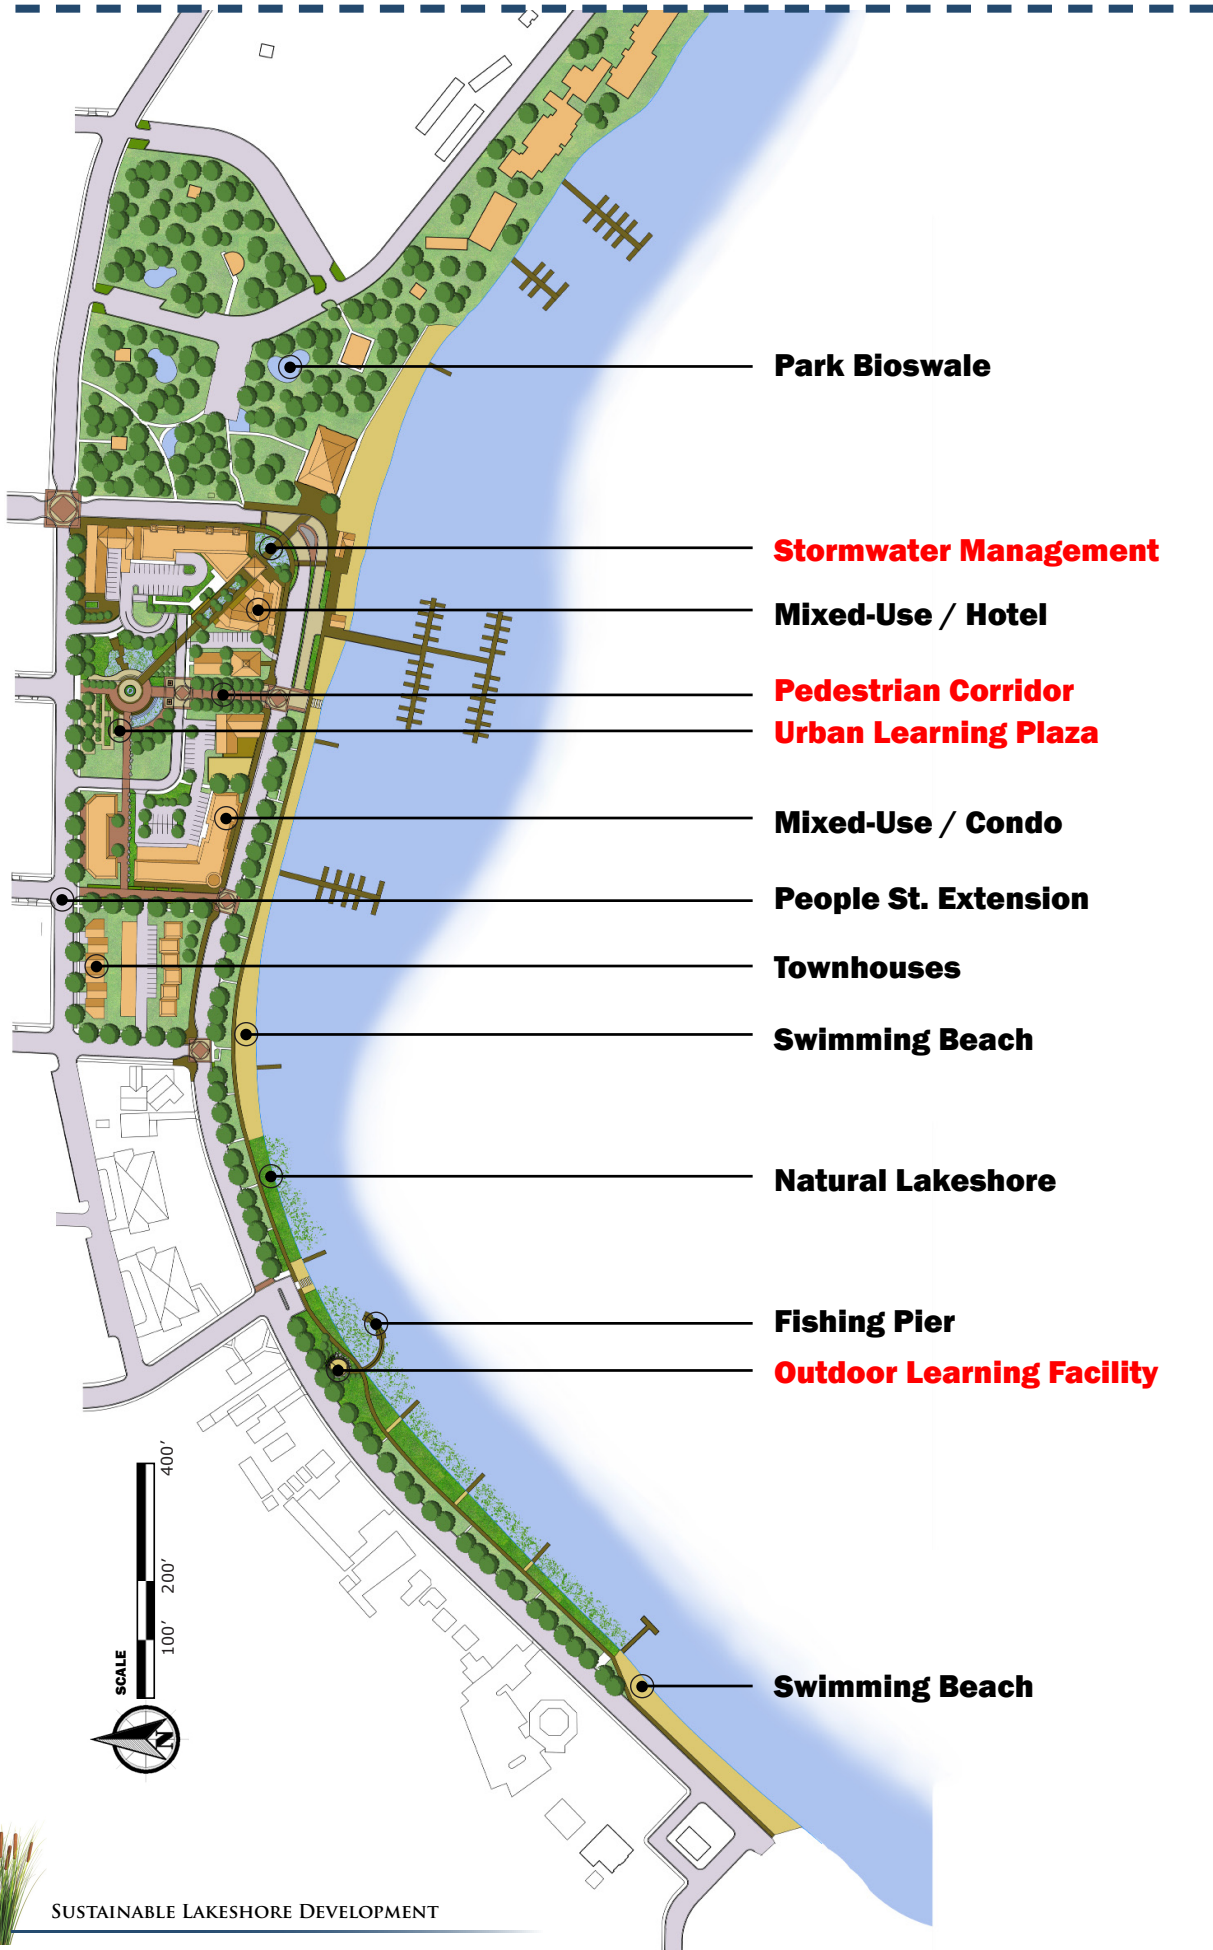 Park Bioswale
Stormwater Management
Mixed-Use / Hotel
Pedestrian Corridor
Urban Learning Plaza
Mixed-Use / Condo
People St. Extension
Townhouses
Swimming Beach
Natural Lakeshore
Fishing Pier
Outdoor Learning Facility
400'
200'
100'
SCALE
Swimming Beach
N
SUSTAINABLE LAKESHORE DEVELOPMENT